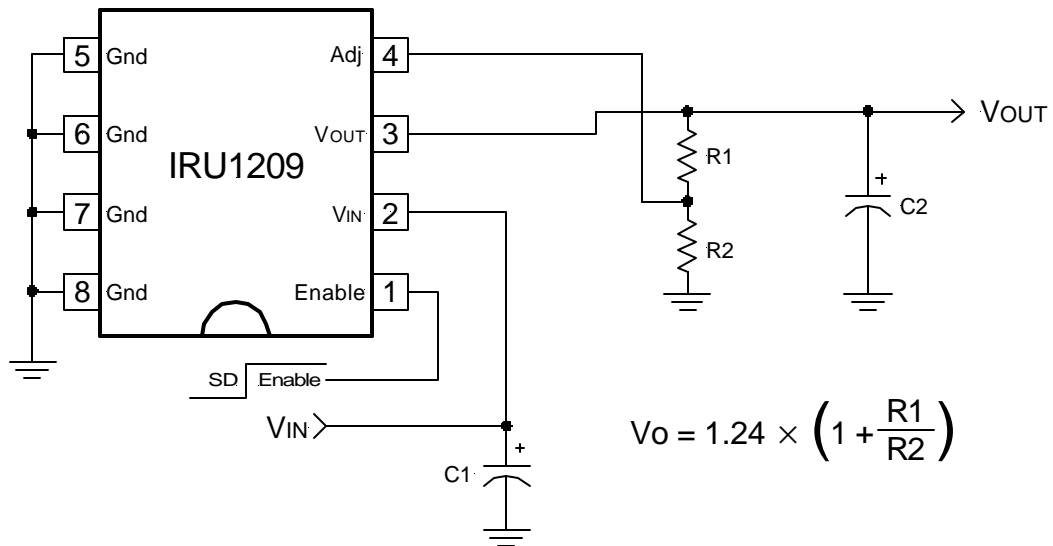 5 Gnd
Adj 4
6 Gnd
VOUT 3
VOUT
R1
IRU1209
7 Gnd
VIN 2
+
C2
R2
8 Gnd
Enable 1
SD Enable
VIN
+
C1
Vo = 1.24 × (1 + R1/R2)